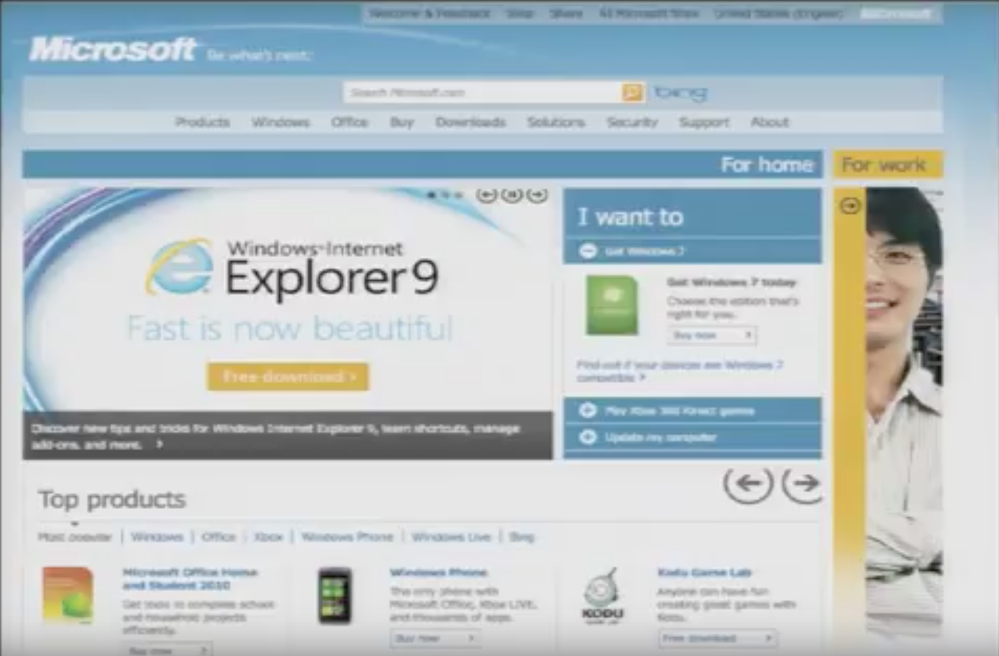 Welcome & Feedback Shop Share All Microsoft Sites United States (English) Microsoft
Microsoft Be what's next.
Search Microsoft.com bing
Products Windows Office Buy Downloads Solutions Security Support About
For home For work
Windows Internet
Explorer 9
Fast is now beautiful
Free download
Discover new tips and tricks for Windows Internet Explorer 9, learn shortcuts, manage
add-ons, and more.
I want to
Get Windows 7
Get Windows 7 today
Choose the edition that's
right for you.
Buy now
Find out if your devices are Windows 7
compatible
Play Xbox 360 Kinect games
Update my computer
Top products
Most popular | Windows | Office | Xbox | Windows Phone | Windows Live | Bing
Microsoft Office Home
and Student 2010
Get tools to complete school
and household projects
efficiently.
Buy now
Windows Phone
The only phone with
Microsoft Office, Xbox LIVE,
and thousands of apps.
Buy now
KODU
Kodu Game Lab
Anyone can have fun
creating great games with
Kodu.
Free download